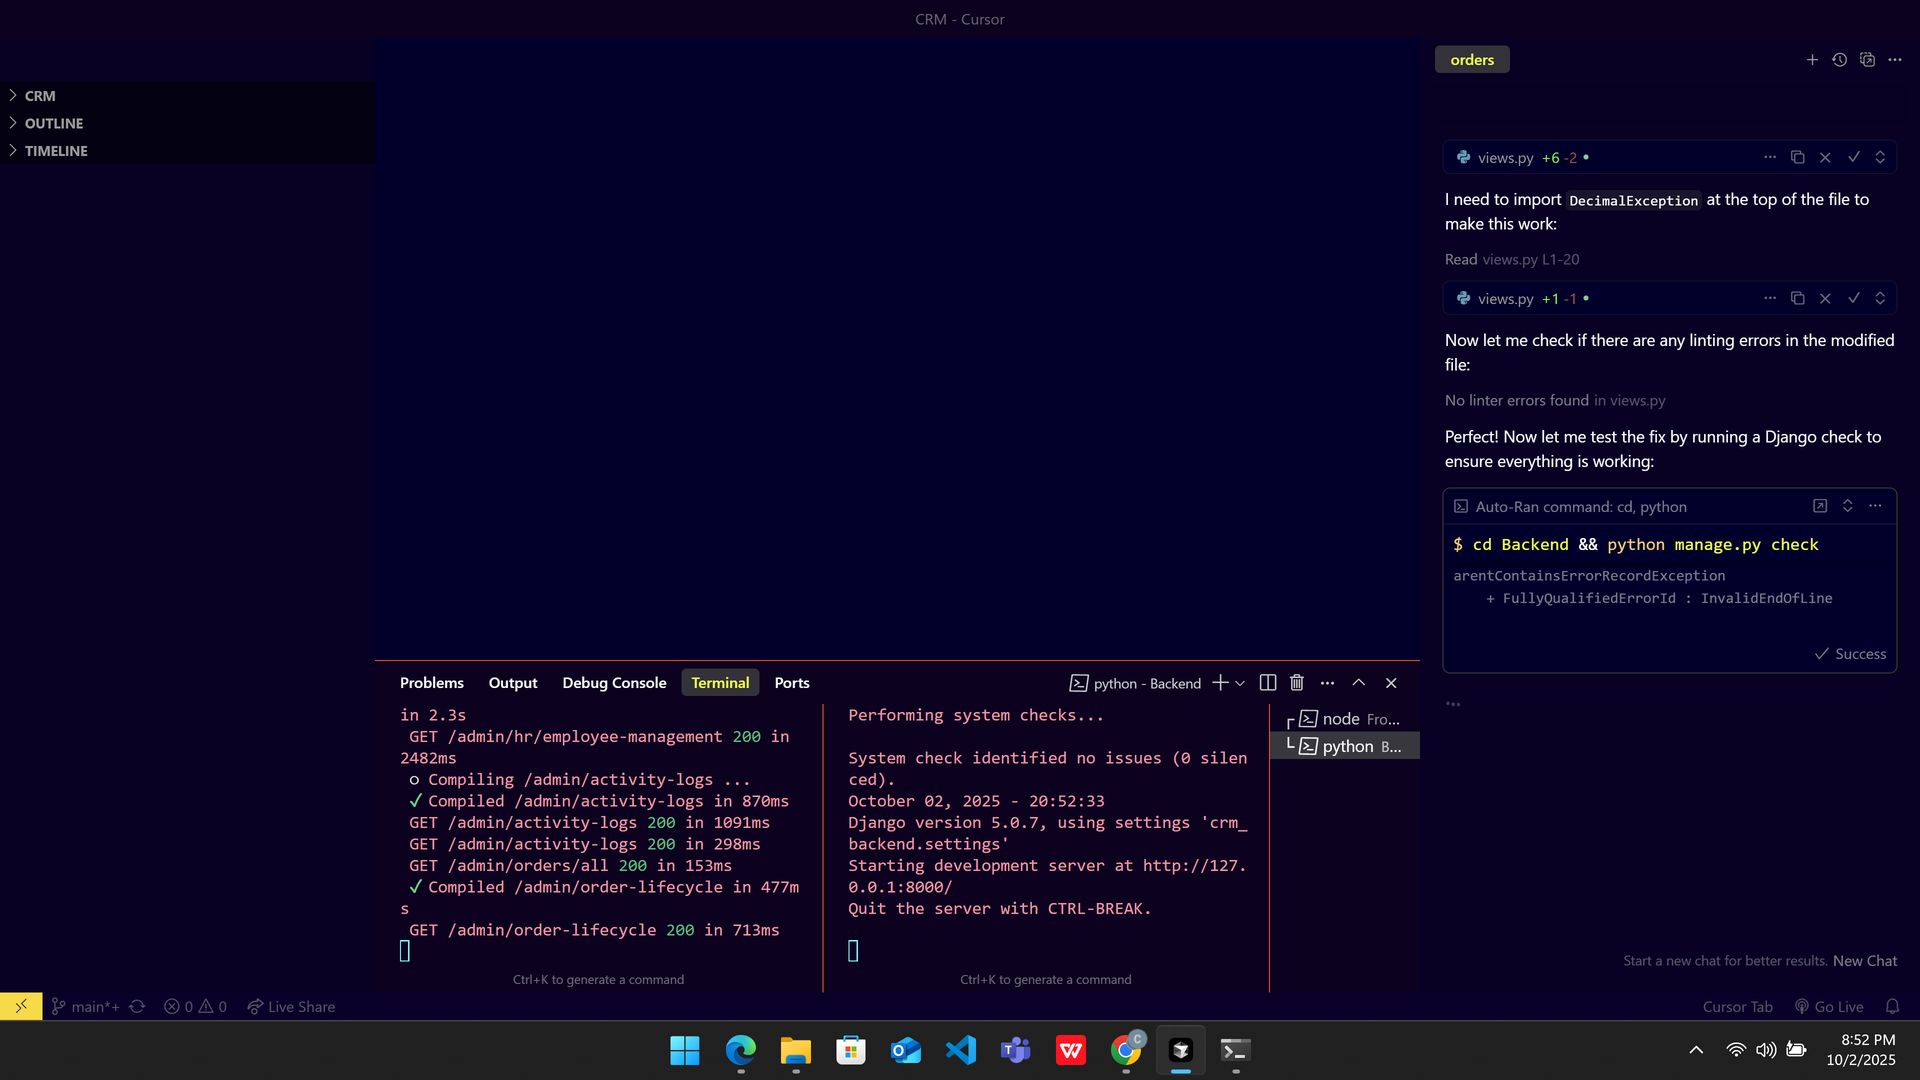 CRM - Cursor
CRM
OUTLINE
TIMELINE
orders
views.py +6 -2
I need to import DecimalException at the top of the file to
make this work:
Read views.py L1-20
views.py +1 -1
Now let me check if there are any linting errors in the modified
file:
No linter errors found in views.py
Perfect! Now let me test the fix by running a Django check to
ensure everything is working:
Auto-Ran command: cd, python
$ cd Backend && python manage.py check
arentContainsErrorRecordException
+ FullyQualifiedErrorId : InvalidEndOfLine
Success
Start a new chat for better results. New Chat
Problems Output Debug Console Terminal Ports
python - Backend
in 2.3s
GET /admin/hr/employee-management 200 in
2482ms
○ Compiling /admin/activity-logs ...
✓ Compiled /admin/activity-logs in 870ms
GET /admin/activity-logs 200 in 1091ms
GET /admin/activity-logs 200 in 298ms
GET /admin/orders/all 200 in 153ms
✓ Compiled /admin/order-lifecycle in 477m
s
GET /admin/order-lifecycle 200 in 713ms
Ctrl+K to generate a command
Performing system checks...
System check identified no issues (0 silen
ced).
October 02, 2025 - 20:52:33
Django version 5.0.7, using settings 'crm_
backend.settings'
Starting development server at http://127.
0.0.1:8000/
Quit the server with CTRL-BREAK.
Ctrl+K to generate a command
node Fro...
python B...
main*+ 0 0 Live Share
Cursor Tab Go Live
8:52 PM
10/2/2025